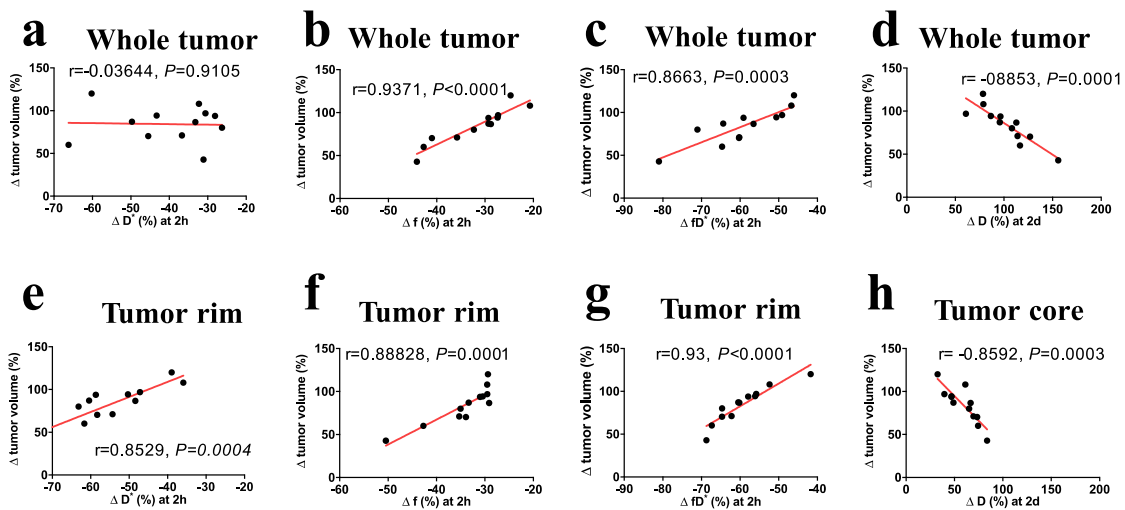 a Whole tumor
r=-0.03644, P=0.9105
Δ tumor volume (%)
150
100
50
0
-70 -60 -50 -40 -30 -20
Δ D* (%) at 2h
b Whole tumor
r=0.9371, P<0.0001
Δ tumor volume (%)
150
100
50
0
-60 -50 -40 -30 -20
Δ f (%) at 2h
c Whole tumor
r=0.8663, P=0.0003
Δ tumor volume (%)
150
100
50
0
-90 -80 -70 -60 -50 -40
Δ fD* (%) at 2h
d Whole tumor
r= -08853, P=0.0001
Δ tumor volume (%)
150
100
50
0
0 50 100 150 200
Δ D (%) at 2d
e Tumor rim
r=0.8529, P=0.0004
Δ tumor volume (%)
150
100
50
0
-70 -60 -50 -40 -30 -20
Δ D* (%) at 2h
f Tumor rim
r=0.88828, P=0.0001
Δ tumor volume (%)
150
100
50
0
-60 -50 -40 -30 -20
Δ f (%) at 2h
g Tumor rim
r=0.93, P<0.0001
Δ tumor volume (%)
150
100
50
0
-90 -80 -70 -60 -50 -40
Δ fD* (%) at 2h
h Tumor core
r= -0.8592, P=0.0003
Δ tumor volume (%)
150
100
50
0
0 50 100 150 200
Δ D (%) at 2d